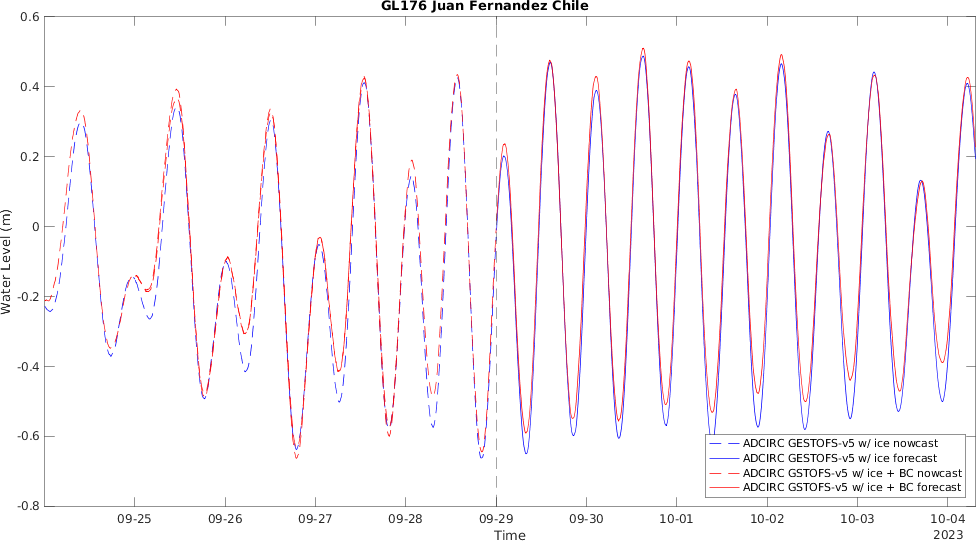 GL176 Juan Fernandez Chile
0.6
0.4
0.2
0
-0.2
-0.4
-0.6
-0.8
Water Level (m)
09-25 09-26 09-27 09-28 09-29 09-30 10-01 10-02 10-03 10-04
2023
Time
ADCIRC GESTOFS-v5 w/ ice nowcast
ADCIRC GESTOFS-v5 w/ ice forecast
ADCIRC GSTOFS-v5 w/ ice + BC nowcast
ADCIRC GSTOFS-v5 w/ ice + BC forecast